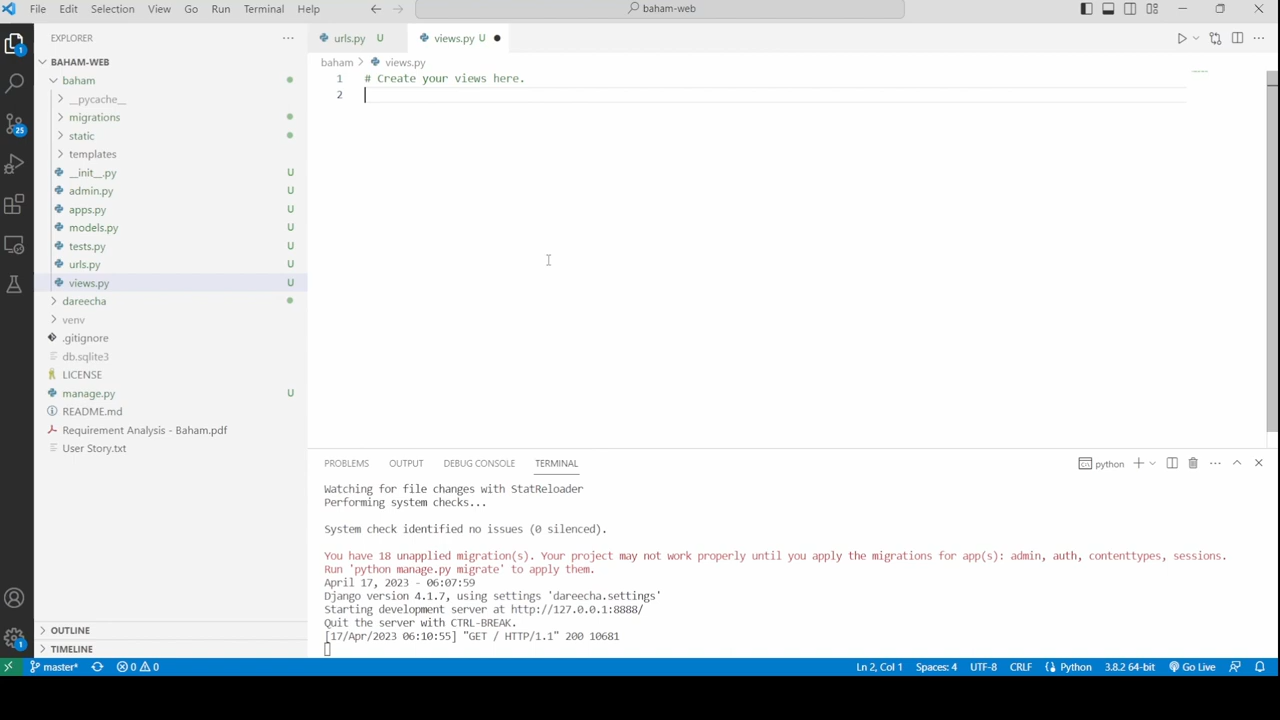 File Edit Selection View Go Run Terminal Help
baham-web
EXPLORER
BAHAM-WEB
baham
__pycache__
migrations
static
templates
__init__.py U
admin.py U
apps.py U
models.py U
tests.py U
urls.py U
views.py U
dareecha
venv
.gitignore
db.sqlite3
LICENSE
manage.py U
README.md
Requirement Analysis - Baham.pdf
User Story.txt
OUTLINE
TIMELINE
1
25
1
urls.py U
views.py U
baham > views.py
1 # Create your views here.
2
PROBLEMS OUTPUT DEBUG CONSOLE TERMINAL
python
Watching for file changes with StatReloader
Performing system checks...
System check identified no issues (0 silenced).
You have 18 unapplied migration(s). Your project may not work properly until you apply the migrations for app(s): admin, auth, contenttypes, sessions.
Run 'python manage.py migrate' to apply them.
April 17, 2023 - 06:07:59
Django version 4.1.7, using settings 'dareecha.settings'
Starting development server at http://127.0.0.1:8888/
Quit the server with CTRL-BREAK.
[17/Apr/2023 06:10:55] "GET / HTTP/1.1" 200 10681
master* 0 0 Ln 2, Col 1 Spaces: 4 UTF-8 CRLF Python 3.8.2 64-bit Go Live